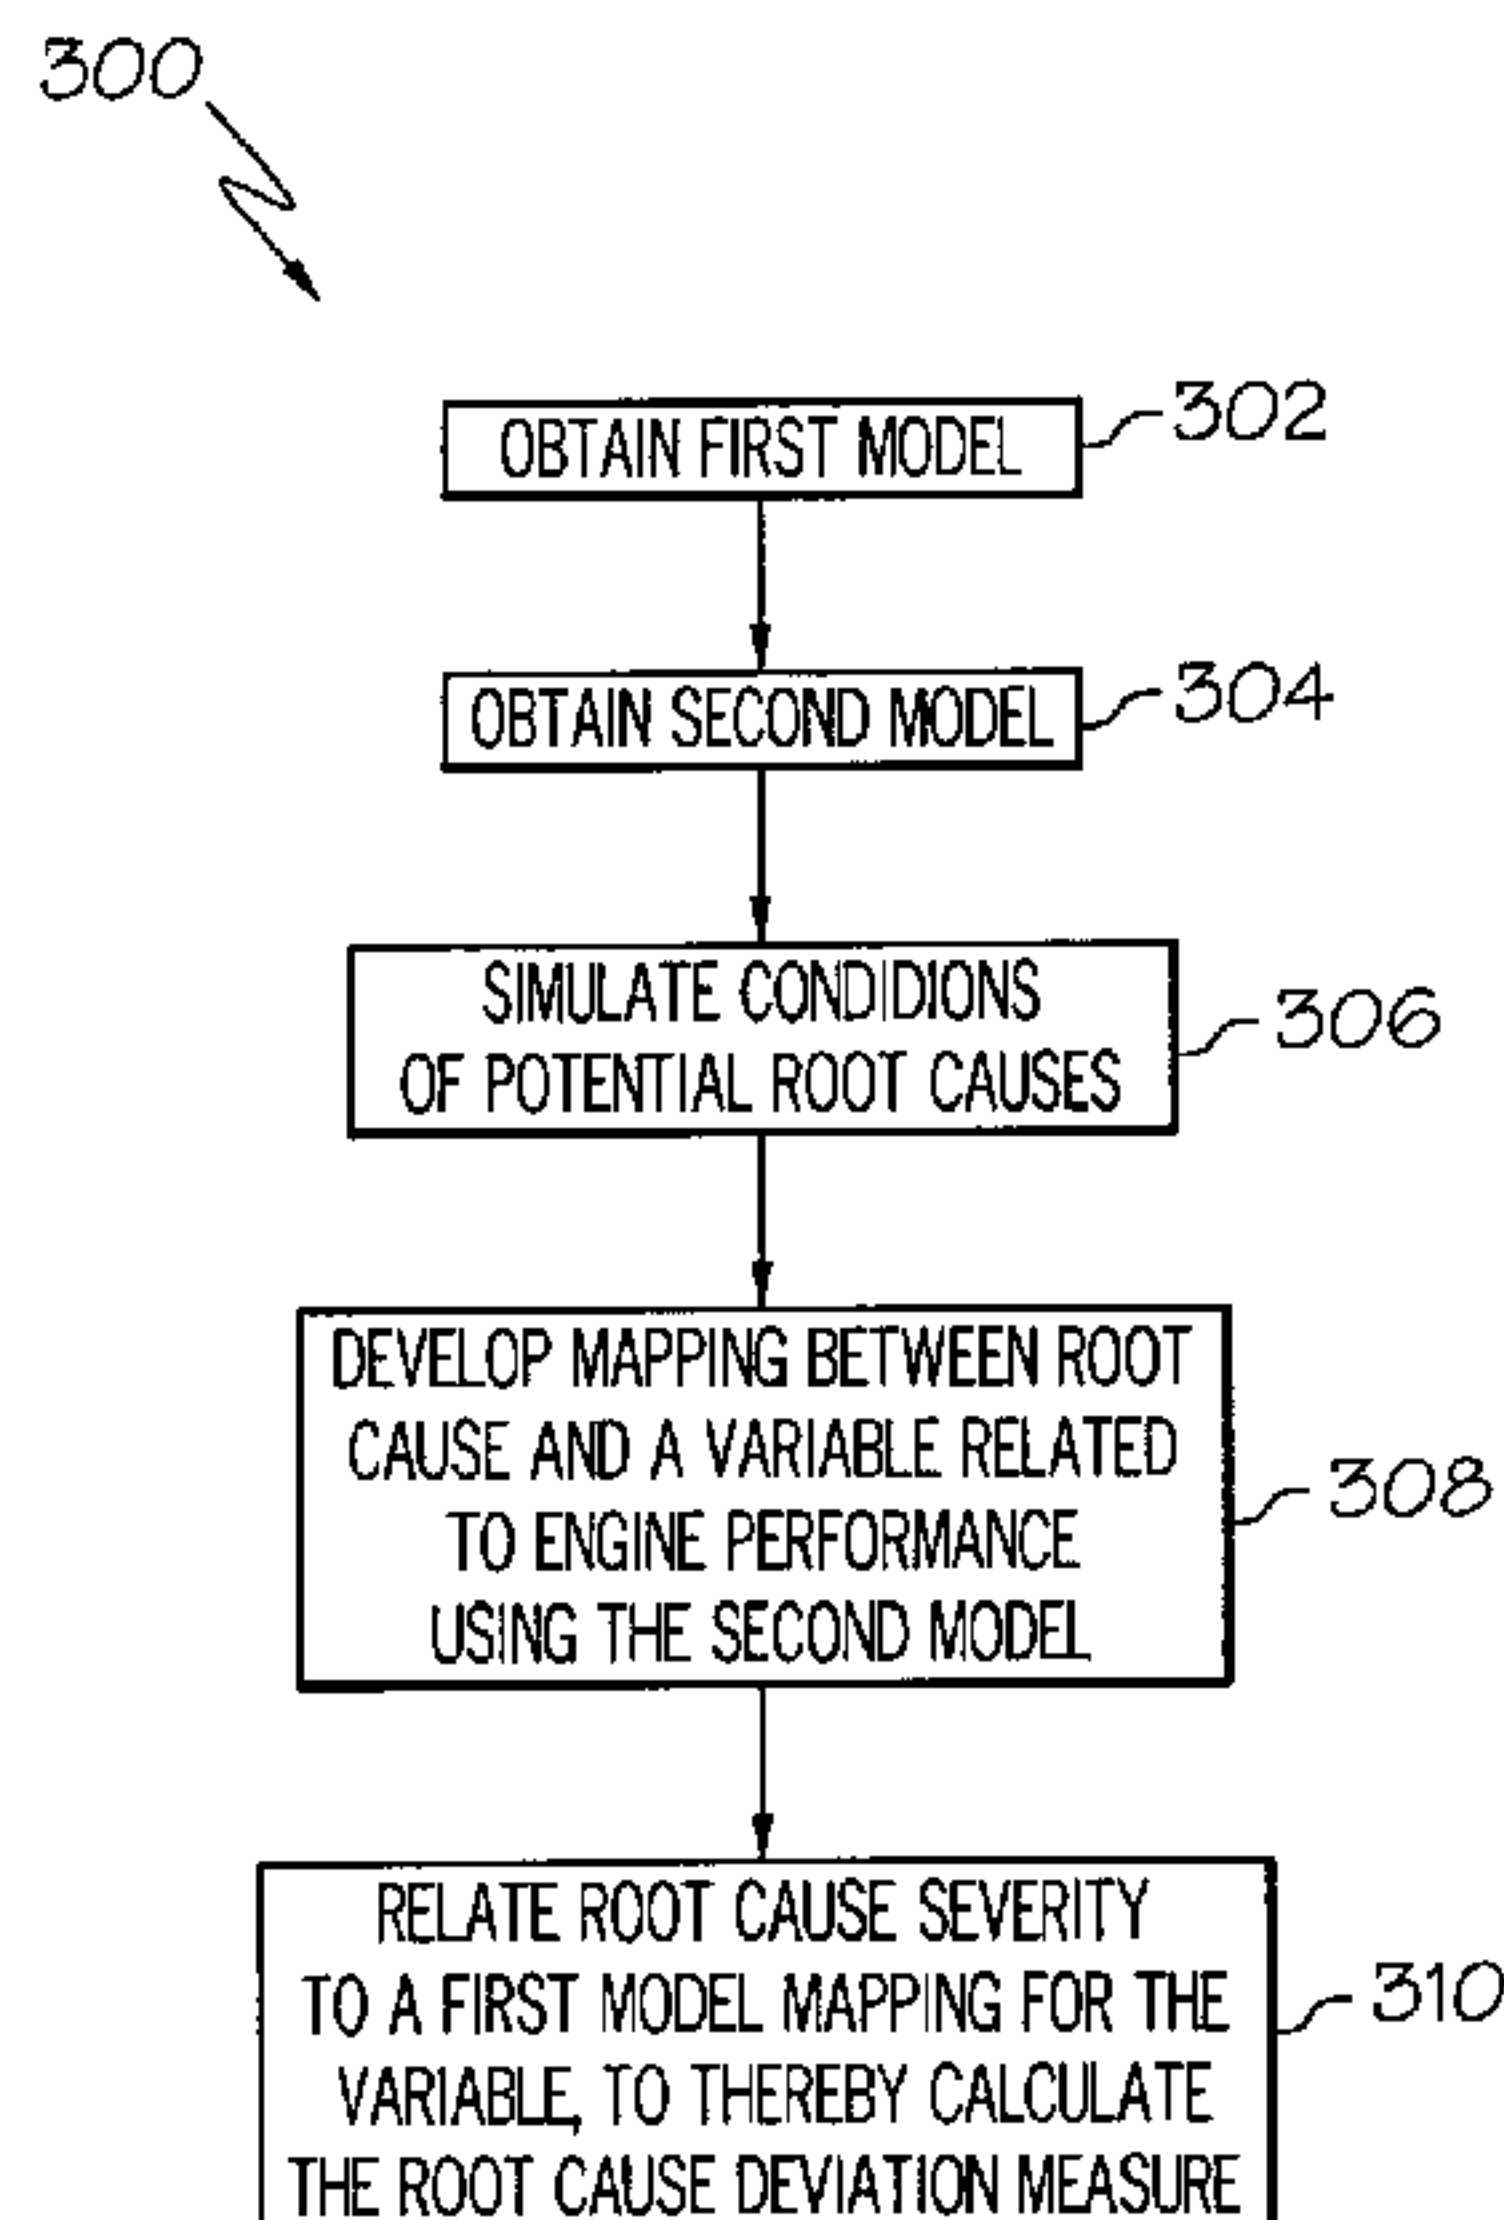 300
OBTAIN FIRST MODEL
302
OBTAIN SECOND MODEL
304
SIMULATE CONDIDIONS
OF POTENTIAL ROOT CAUSES
306
DEVELOP MAPPING BETWEEN ROOT
CAUSE AND A VARIABLE RELATED
TO ENGINE PERFORMANCE
USING THE SECOND MODEL
308
RELATE ROOT CAUSE SEVERITY
TO A FIRST MODEL MAPPING FOR THE
VARIABLE, TO THEREBY CALCULATE
THE ROOT CAUSE DEVIATION MEASURE
310